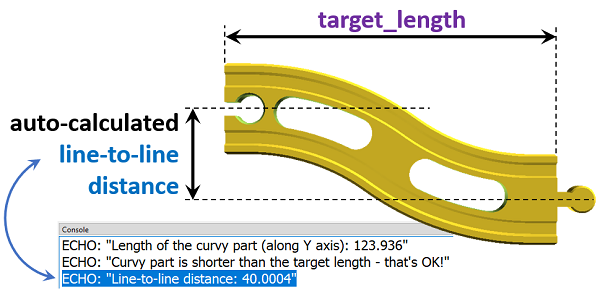 target_length
auto-calculated
line-to-line
distance
Console
ECHO: "Length of the curvy part (along Y axis): 123.936"
ECHO: "Curvy part is shorter than the target length - that's OK!"
ECHO: "Line-to-line distance: 40.0004"